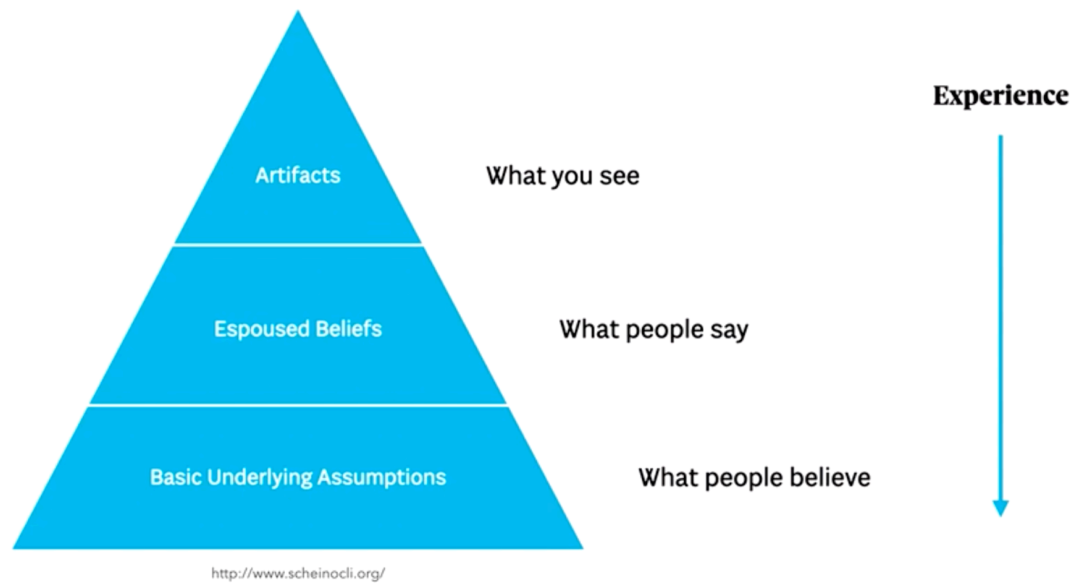 Experience
Artifacts
What you see
Espoused Beliefs
What people say
Basic Underlying Assumptions
What people believe
http://www.scheinocli.org/